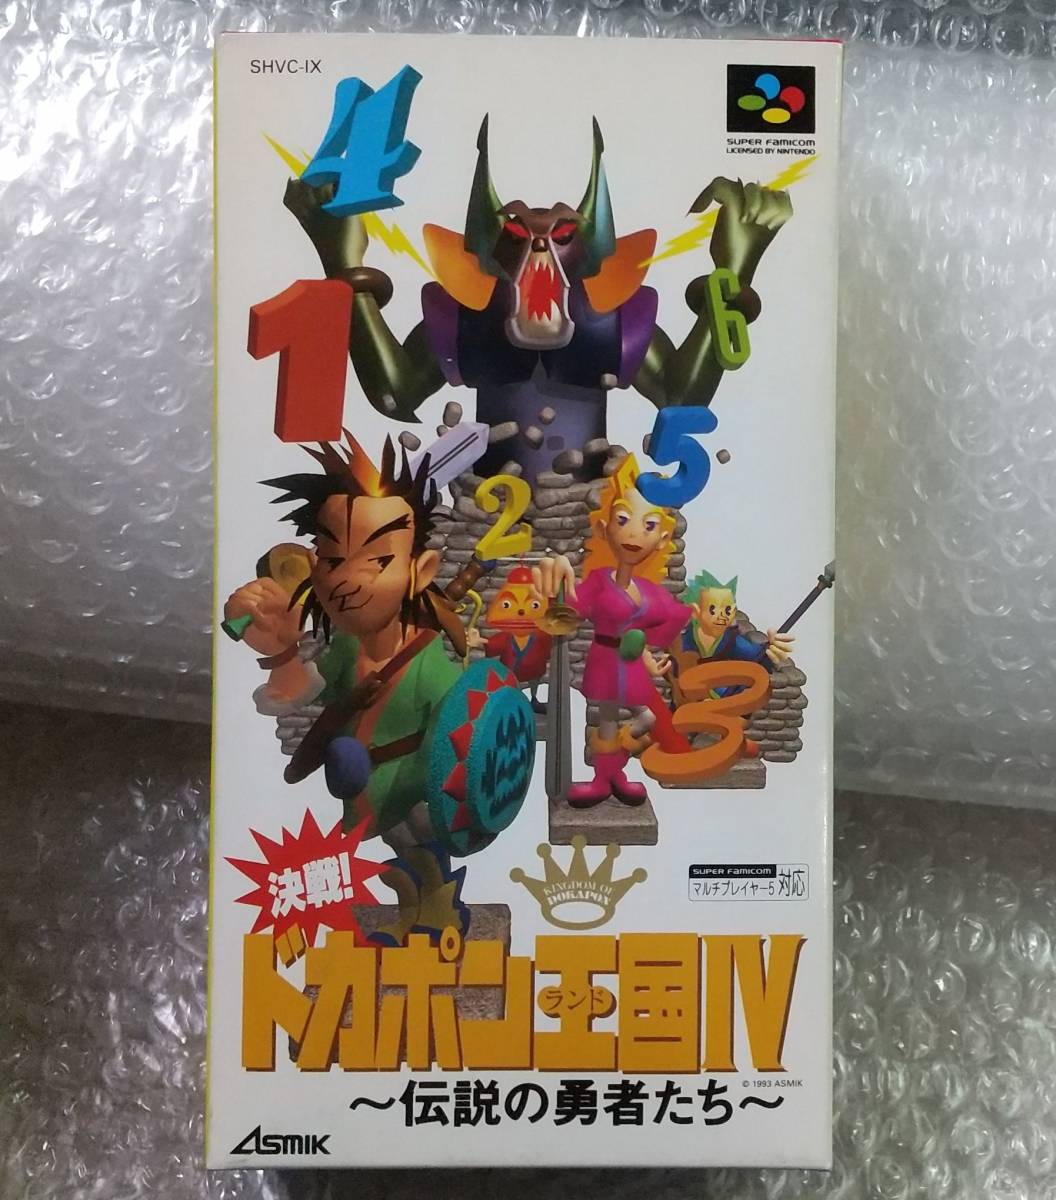 SHVC-IX
SUPER FAMICOM
LICENSED BY NINTENDO
4
1
6
5
2
3
決戦!
KINGDOM OF
DOKAPON
SUPER FAMICOM
マルチプレイヤー5 対応
ドカポン王国IV
ランド
© 1993 ASMIK
～伝説の勇者たち～
ASMIK